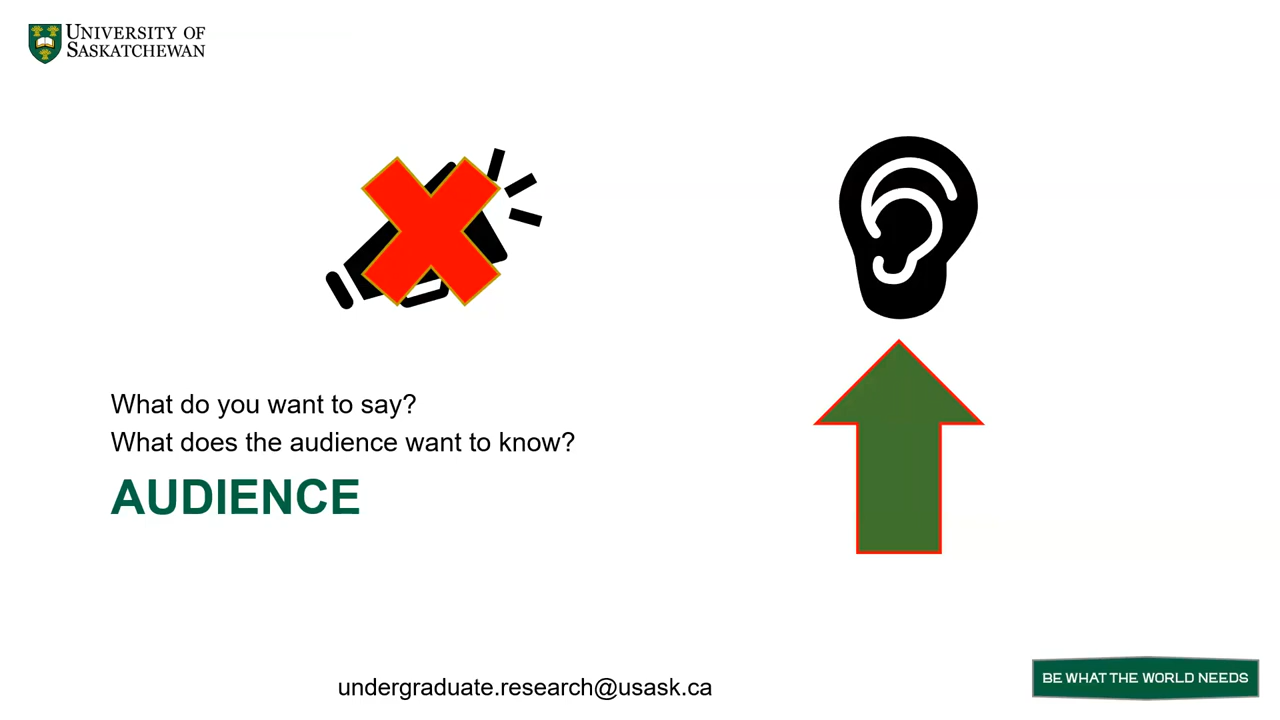 UNIVERSITY OF
SASKATCHEWAN
What do you want to say?
What does the audience want to know?
AUDIENCE
undergraduate.research@usask.ca
BE WHAT THE WORLD NEEDS